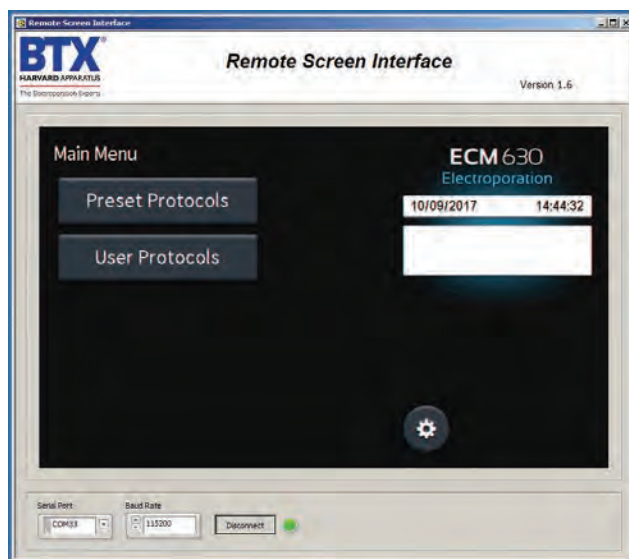 Remote Screen Interface
BTX®
HARVARD APPARATUS
The Electroporation Experts
Remote Screen Interface
Version 1.6
Main Menu
ECM 630
Electroporation
Preset Protocols
10/09/2017 14:44:32
User Protocols
Serial Port
Baud Rate
COM33
115200
Disconnect